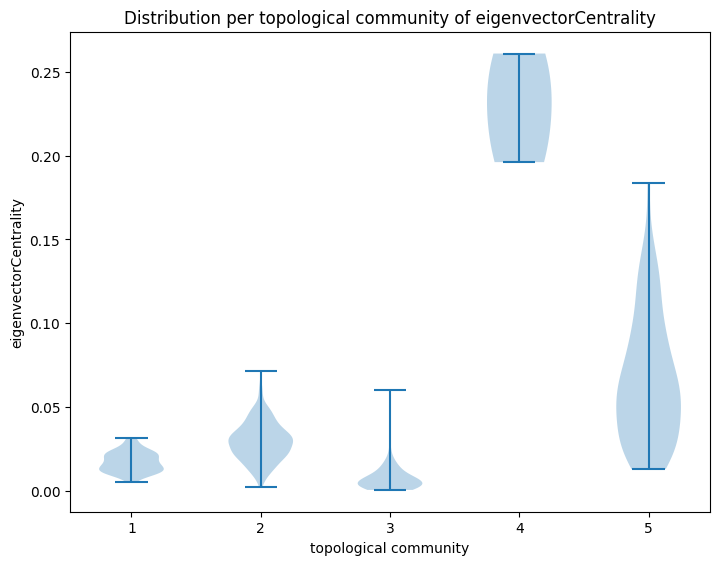 Distribution per topological community of eigenvectorCentrality
0.25
0.20
0.15
0.10
0.05
0.00
eigenvectorCentrality
1 2 3 4 5
topological community